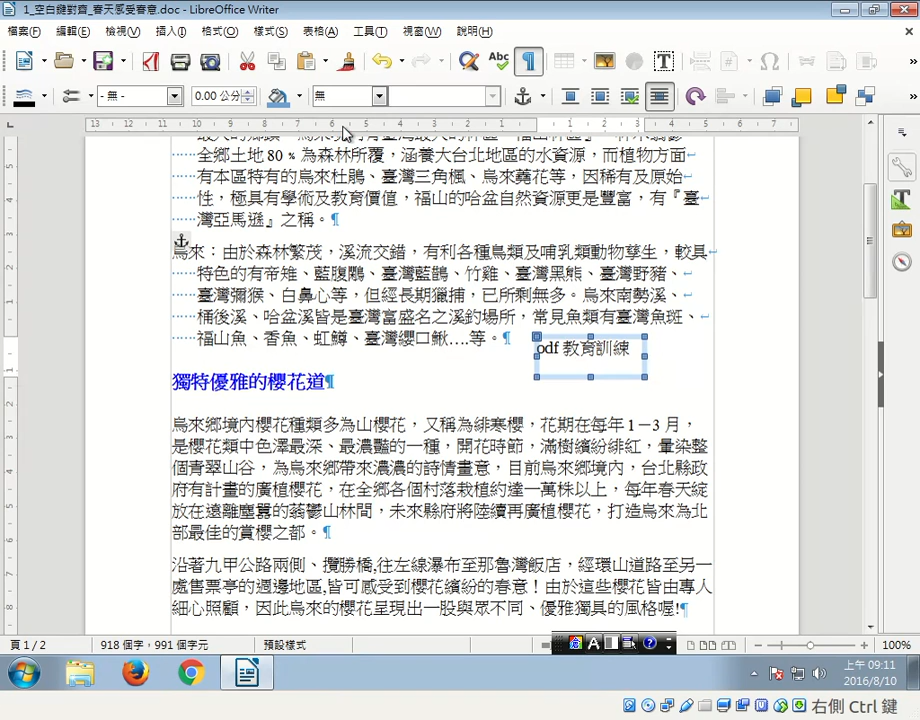 1_空白鍵對齊_春天感受春意.doc - LibreOffice Writer
檔案(F) 編輯(E) 檢視(V) 插入(I) 格式(O) 樣式(S) 表格(A) 工具(T) 視窗(W) 說明(H)
- 無 - 0.00 公分 無
13 12 11 10 9 8 7 6 5 4 3 2 1 1 2 3 4 5 6 7
全鄉土地 80﹪為森林所覆，涵養大台北地區的水資源，而植物方面
有本區特有的烏來杜鵑、臺灣三角楓、烏來蕘花等，因稀有及原始
性，極具有學術及教育價值，福山的哈盆自然資源更是豐富，有『臺
灣亞馬遜』之稱。¶
烏來：由於森林繁茂，溪流交錯，有利各種鳥類及哺乳類動物孳生，較具
特色的有帝雉、藍腹鷴、臺灣藍鵲、竹雞、臺灣黑熊、臺灣野豬、
臺灣彌猴、白鼻心等，但經長期獵捕，已所剩無多。烏來南勢溪、
桶後溪、哈盆溪皆是臺灣富盛名之溪釣場所，常見魚類有臺灣魚斑、
福山魚、香魚、虹鱒、臺灣纓口鰍....等。¶
odf 教育訓練
獨特優雅的櫻花道¶
烏來鄉境內櫻花種類多為山櫻花，又稱為緋寒櫻，花期在每年 1－3 月，
是櫻花類中色澤最深、最濃豔的一種，開花時節，滿樹繽紛緋紅，暈染整
個青翠山谷，為烏來鄉帶來濃濃的詩情畫意，目前烏來鄉境內，台北縣政
府有計畫的廣植櫻花，在全鄉各個村落栽植約達一萬株以上，每年春天綻
放在遠離塵囂的蓊鬱山林間，未來縣府將陸續再廣植櫻花，打造烏來為北
部最佳的賞櫻之都。¶
沿著九甲公路兩側、攬勝橋,往左線瀑布至那魯灣飯店，經環山道路至另一
處售票亭的週邊地區,皆可感受到櫻花繽紛的春意！由於這些櫻花皆由專人
細心照顧，因此烏來的櫻花呈現出一股與眾不同、優雅獨具的風格喔!¶
頁 1 / 2 918 個字，991 個字元 預設樣式 100%
上午 09:11
2016/8/10
右側 Ctrl 鍵